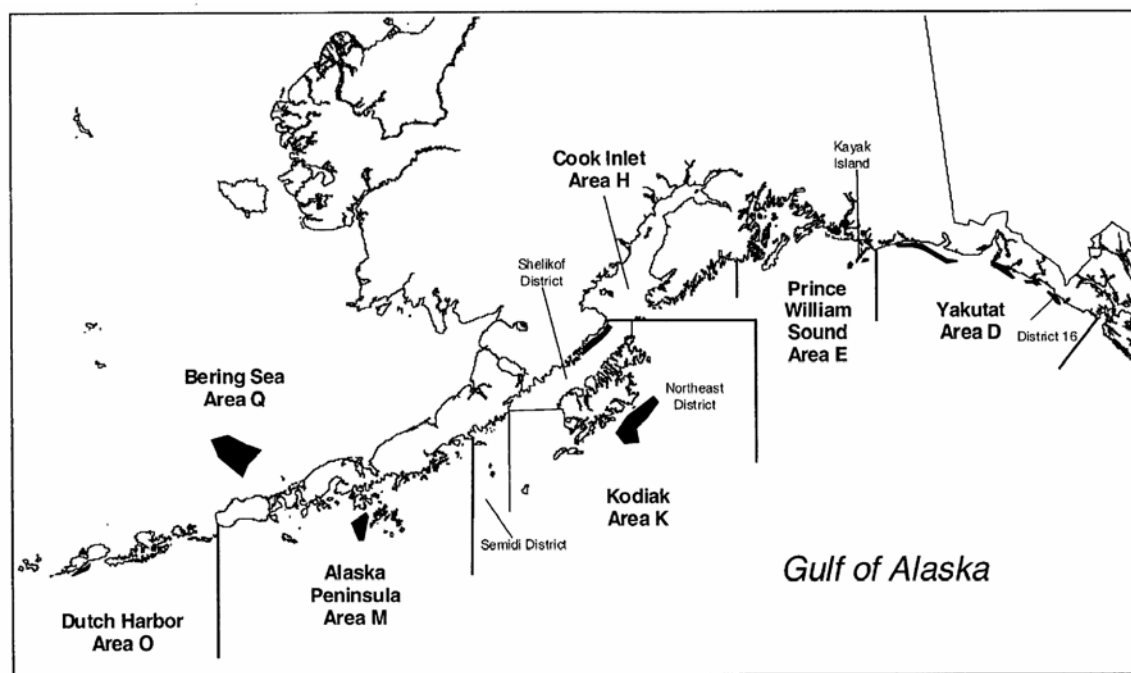 Kayak
Island
Cook Inlet
Area H
Shelikof
District
Prince
William
Sound
Area E
Yakutat
Area D
District 16
Bering Sea
Area Q
Northeast
District
Kodiak
Area K
Semidi District
Gulf of Alaska
Alaska
Peninsula
Area M
Dutch Harbor
Area O